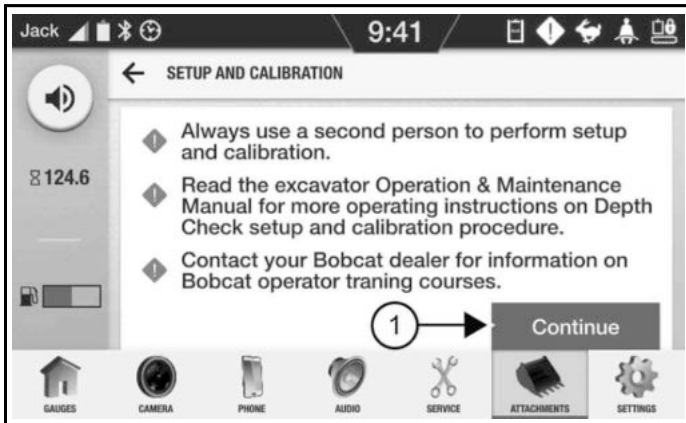 Jack 9:41
SETUP AND CALIBRATION
Always use a second person to perform setup
and calibration.
124.6
Read the excavator Operation & Maintenance
Manual for more operating instructions on Depth
Check setup and calibration procedure.
Contact your Bobcat dealer for information on
Bobcat operator traning courses.
1
Continue
GAUGES CAMERA PHONE AUDIO SERVICE ATTACHMENTS SETTINGS